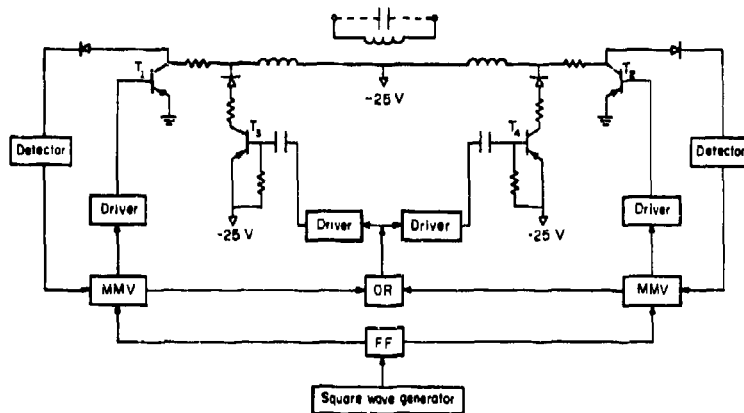 T₁
T₂
-25 V
T₃
T₄
Detector
Detector
Driver
Driver
Driver
Driver
-25 V
-25 V
MMV
OR
MMV
FF
Square wave generator